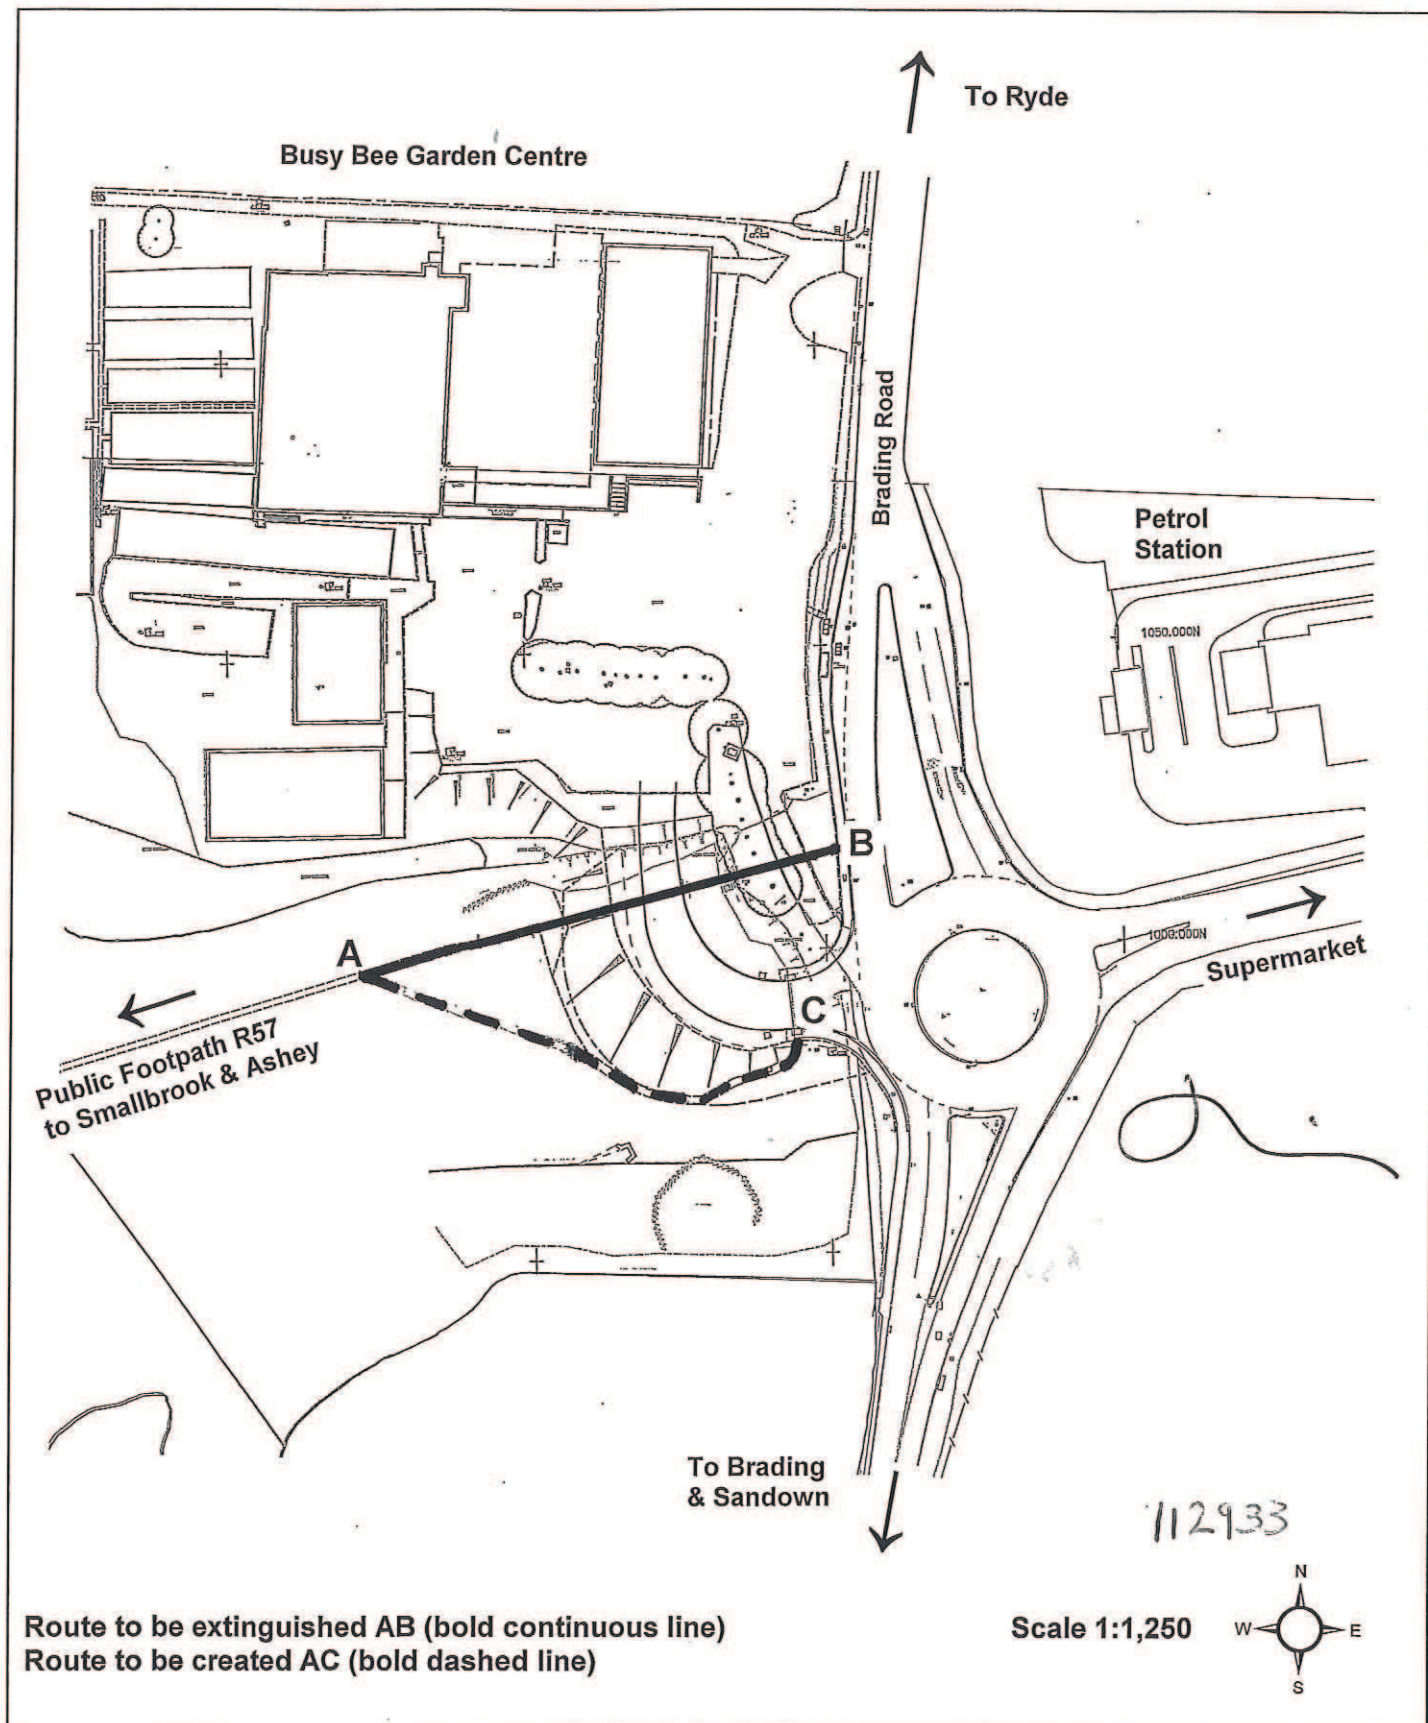 To Ryde
Busy Bee Garden Centre
Brading Road
Petrol
Station
1050.000N
B
A
1000.000N
Supermarket
C
Public Footpath R57
to Smallbrook & Ashey
To Brading
& Sandown
112933
N
W
E
S
Route to be extinguished AB (bold continuous line)
Scale 1:1,250
Route to be created AC (bold dashed line)